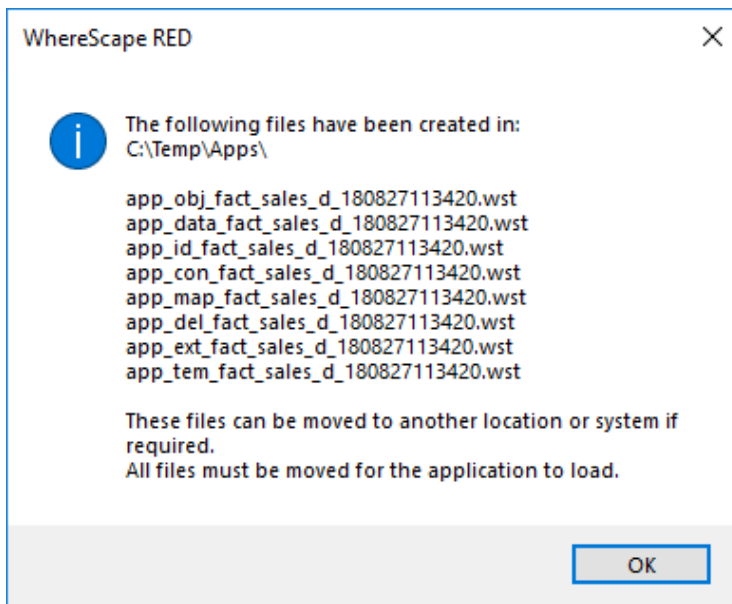 WhereScape RED
The following files have been created in:
C:\Temp\Apps\
app_obj_fact_sales_d_180827113420.wst
app_data_fact_sales_d_180827113420.wst
app_id_fact_sales_d_180827113420.wst
app_con_fact_sales_d_180827113420.wst
app_map_fact_sales_d_180827113420.wst
app_del_fact_sales_d_180827113420.wst
app_ext_fact_sales_d_180827113420.wst
app_tem_fact_sales_d_180827113420.wst
These files can be moved to another location or system if
required.
All files must be moved for the application to load.
OK